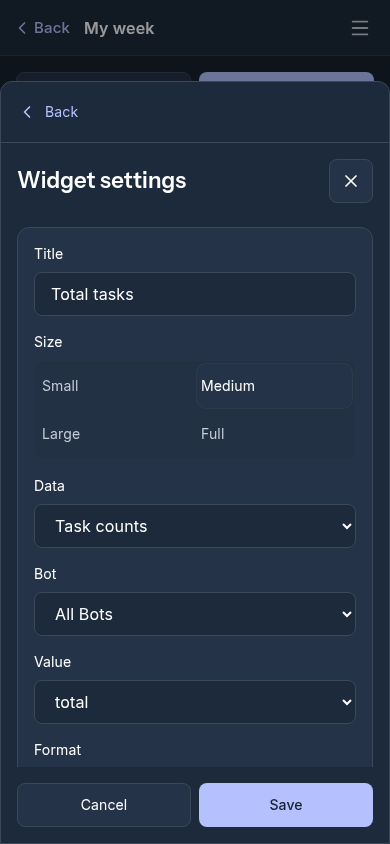 Back My week
Back
Widget settings
Title
Total tasks
Size
Small Medium
Large Full
Data
Task counts
Bot
All Bots
Value
total
Format
Cancel Save